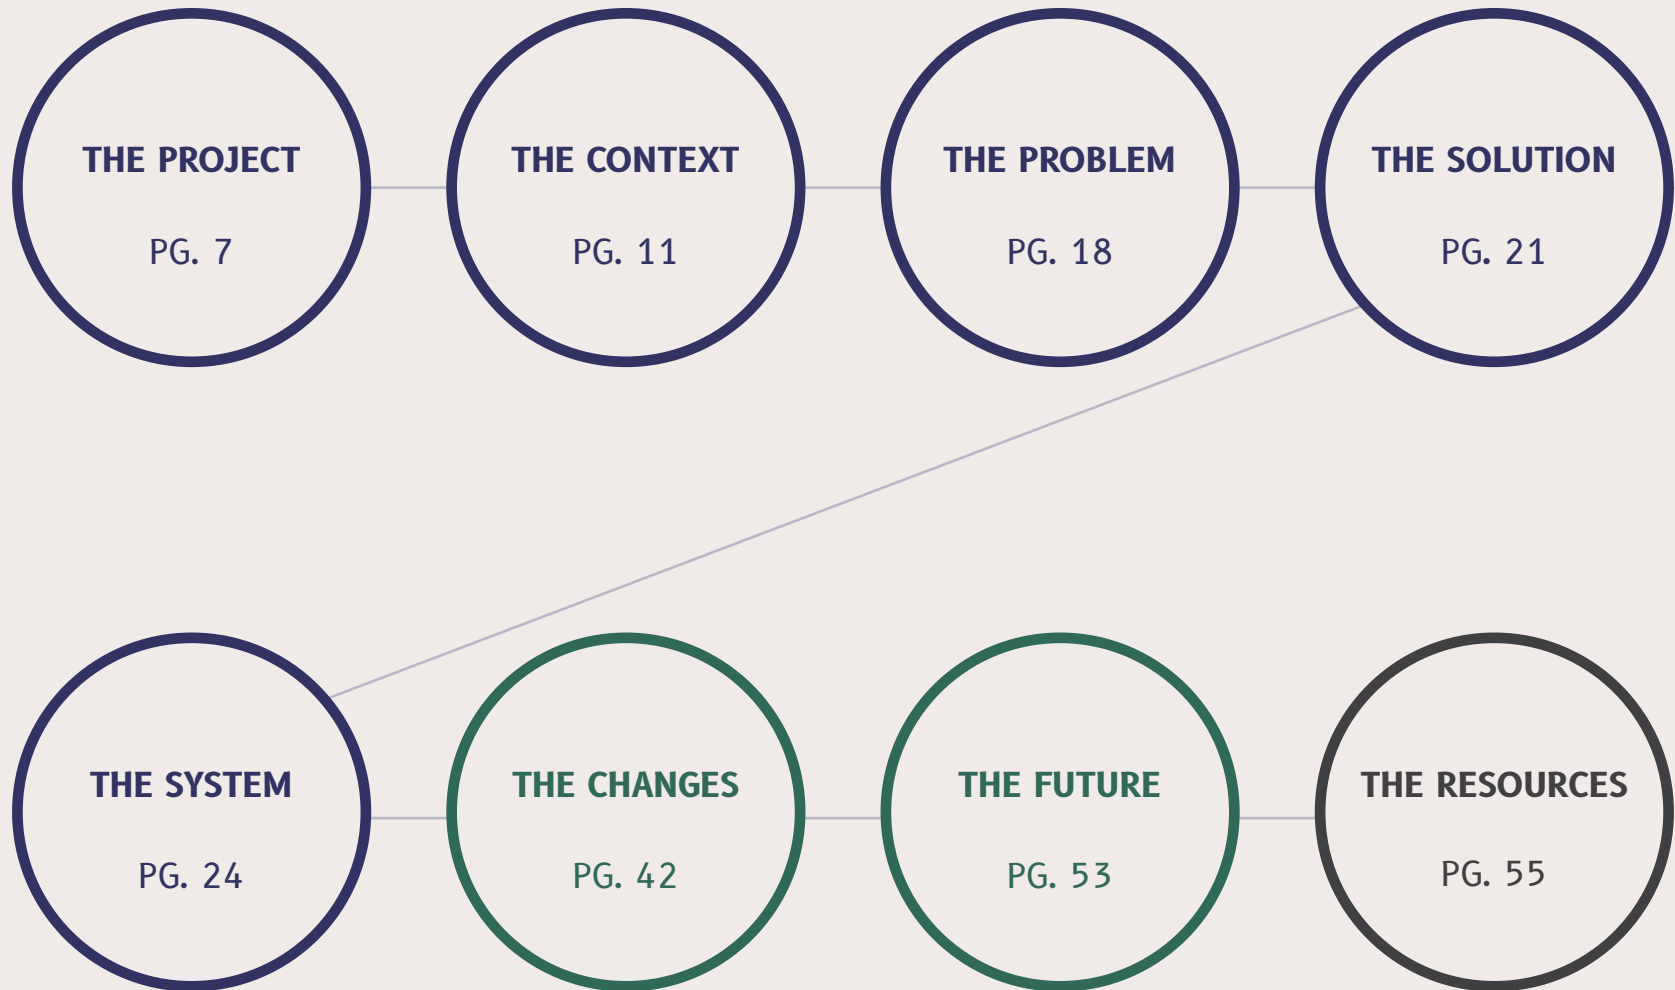 THE PROJECT
PG. 7
THE CONTEXT
PG. 11
THE PROBLEM
PG. 18
THE SOLUTION
PG. 21
THE SYSTEM
PG. 24
THE CHANGES
PG. 42
THE FUTURE
PG. 53
THE RESOURCES
PG. 55